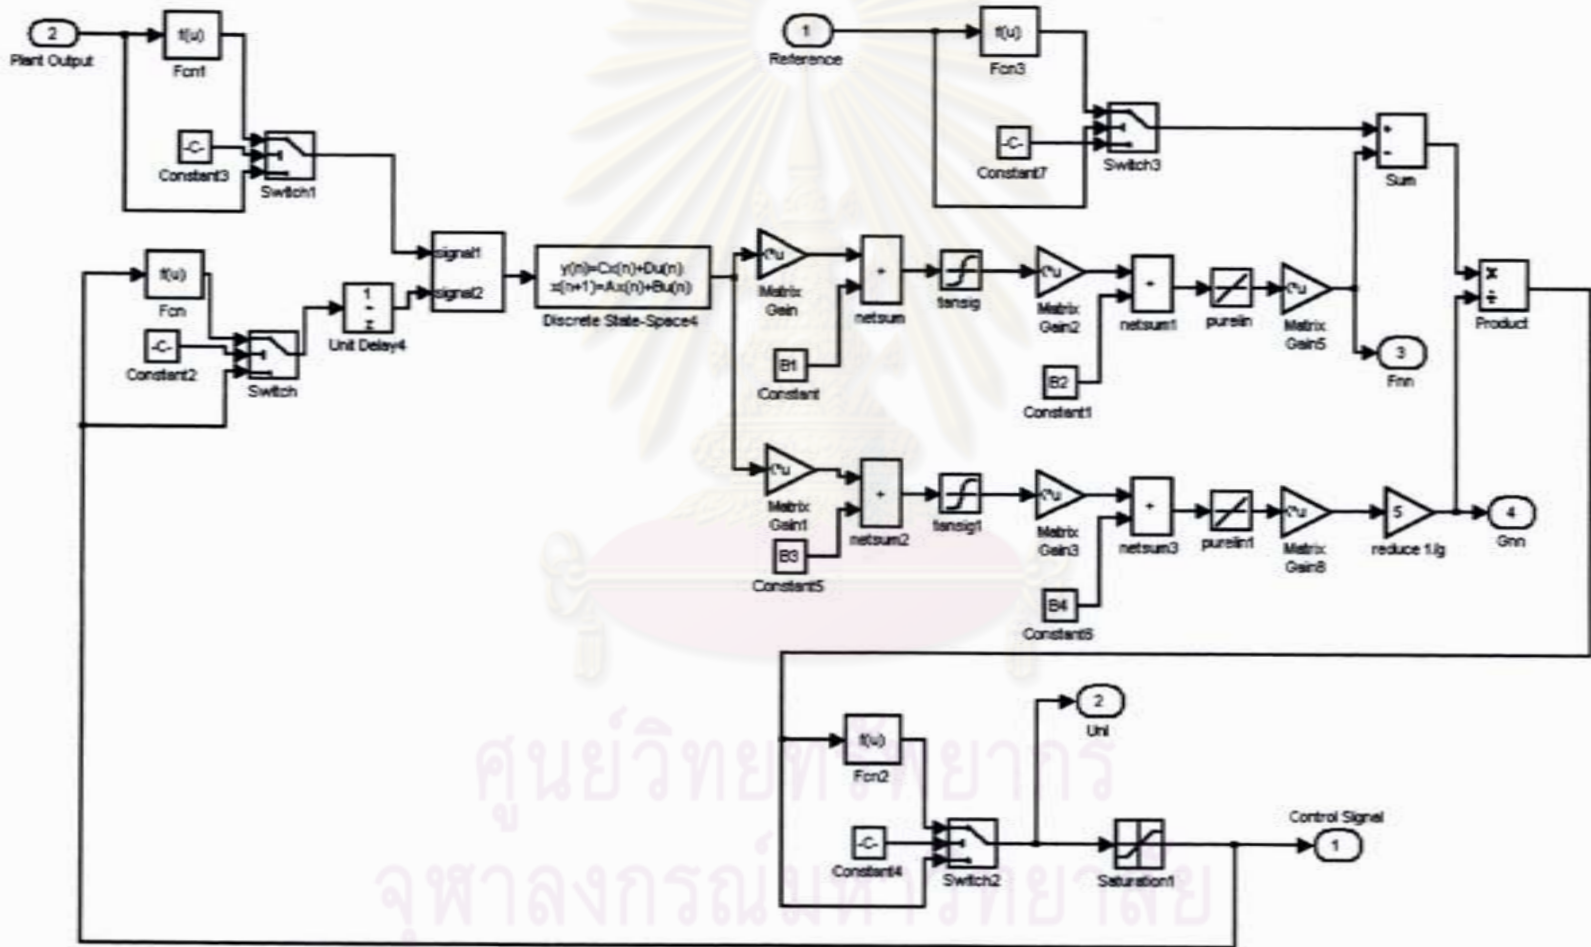 2
Plant Output
f(u)
Fcn1
-C-
Constant3
Switch1
1
Reference
f(u)
Fcn3
-C-
Constant7
Switch3
+
-
Sum
f(u)
Fcn
-C-
Constant2
Switch
1
z
Unit Delay4
signal1
signal2
y(n)=Cx(n)+Du(n)
x(n+1)=Ax(n)+Bu(n)
Discrete State-Space4
K*u
Matrix
Gain
B1
Constant
+
netsum
tansig
K*u
Matrix
Gain2
B2
Constant1
+
netsum1
purelin
K*u
Matrix
Gain5
3
Fnn
×
÷
Product
K*u
Matrix
Gain1
B3
Constant5
+
netsum2
tansig1
K*u
Matrix
Gain3
B4
Constant6
+
netsum3
purelin1
K*u
Matrix
Gain8
5
reduce 1/g
4
Gnn
2
Unl
f(u)
Fcn2
-C-
Constant4
Switch2
Saturation1
Control Signal
1
ศูนย์วิทยทรัพยากร
จุฬาลงกรณ์มหาวิทยาลัย